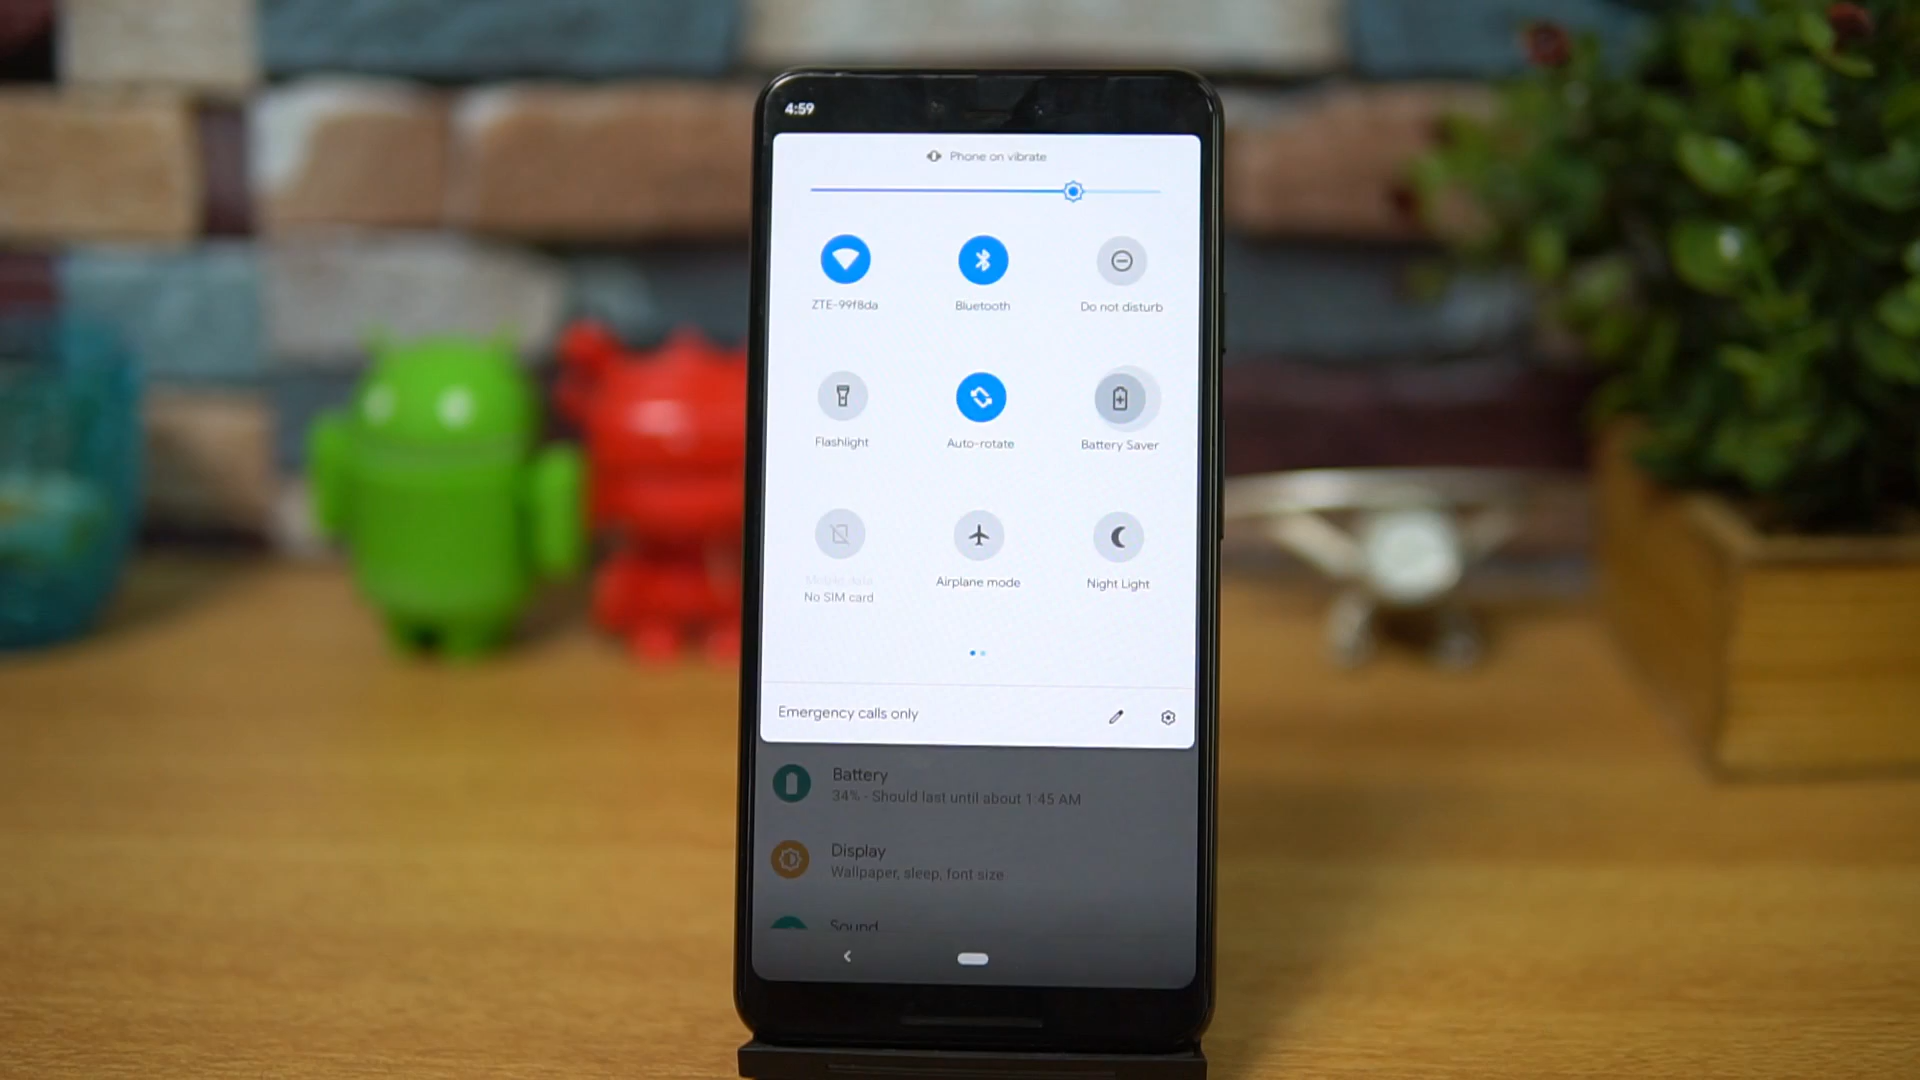 4:59
Phone on vibrate
ZTE-99f8da
Bluetooth
Do not disturb
Flashlight
Auto-rotate
Battery Saver
Mobile data
No SIM card
Airplane mode
Night Light
Emergency calls only
Battery
34% - Should last until about 1:45 AM
Display
Wallpaper, sleep, font size
Sound